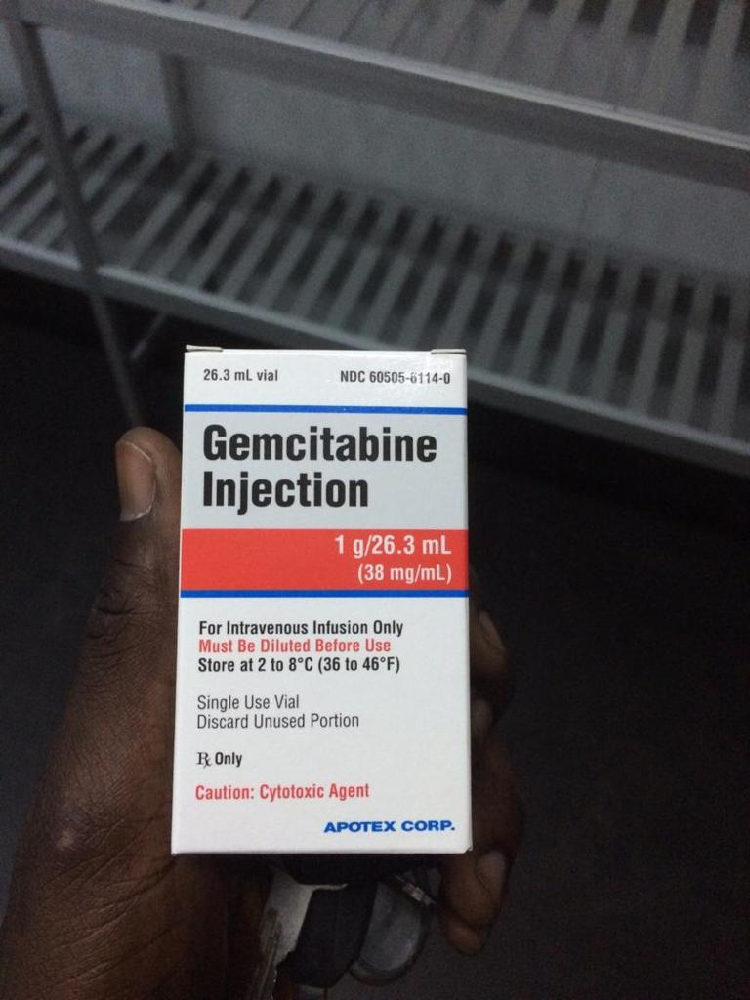 26.3 mL vial NDC 60505-6114-0
Gemcitabine
Injection
1 g/26.3 mL
(38 mg/mL)
For Intravenous Infusion Only
Must Be Diluted Before Use
Store at 2 to 8°C (36 to 46°F)
Single Use Vial
Discard Unused Portion
℞ Only
Caution: Cytotoxic Agent
APOTEX CORP.